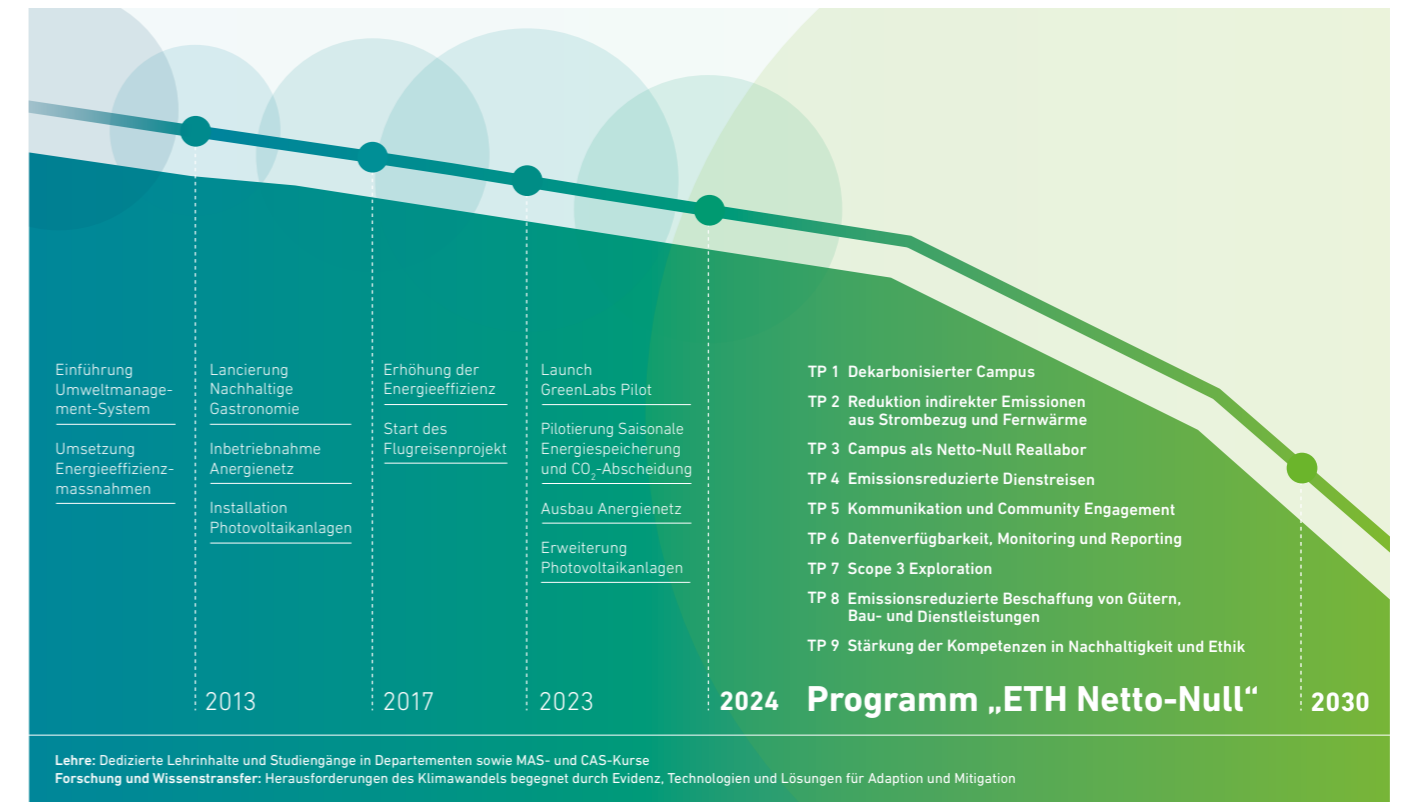 Einführung
Umweltmanage-
ment-System
Umsetzung
Energieeffizienz-
massnahmen
Lancierung
Nachhaltige
Gastronomie
Inbetriebnahme
Anergienetz
Installation
Photovoltaikanlagen
Erhöhung der
Energieeffizienz
Start des
Flugreisenprojekt
Launch
GreenLabs Pilot
Pilotierung Saisonale
Energiespeicherung
und CO₂-Abscheidung
Ausbau Anergienetz
Erweiterung
Photovoltaikanlagen
TP 1 Dekarbonisierter Campus
TP 2 Reduktion indirekter Emissionen
aus Strombezug und Fernwärme
TP 3 Campus als Netto-Null Reallabor
TP 4 Emissionsreduzierte Dienstreisen
TP 5 Kommunikation und Community Engagement
TP 6 Datenverfügbarkeit, Monitoring und Reporting
TP 7 Scope 3 Exploration
TP 8 Emissionsreduzierte Beschaffung von Gütern,
Bau- und Dienstleistungen
TP 9 Stärkung der Kompetenzen in Nachhaltigkeit und Ethik
2013
2017
2023
2024
Programm „ETH Netto-Null“
2030
Lehre: Dedizierte Lehrinhalte und Studiengänge in Departementen sowie MAS- und CAS-Kurse
Forschung und Wissenstransfer: Herausforderungen des Klimawandels begegnet durch Evidenz, Technologien und Lösungen für Adaption und Mitigation